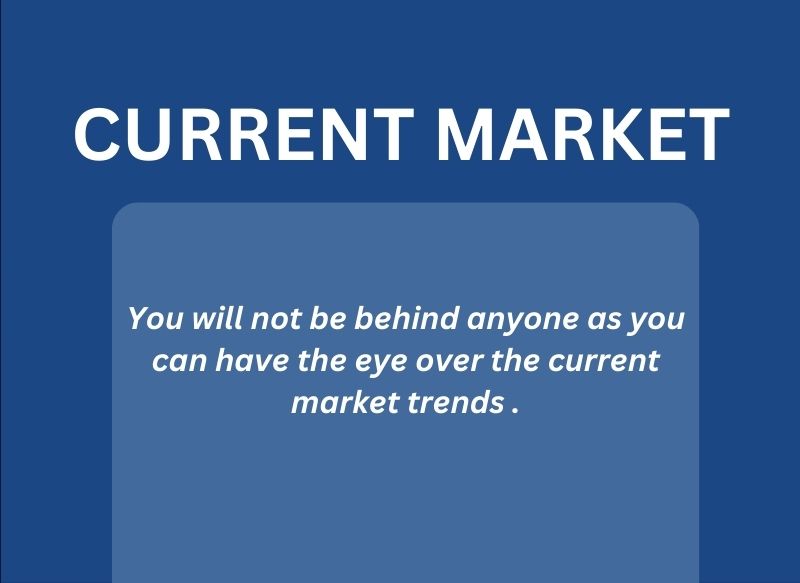 CURRENT MARKET
You will not be behind anyone as you
can have the eye over the current
market trends .